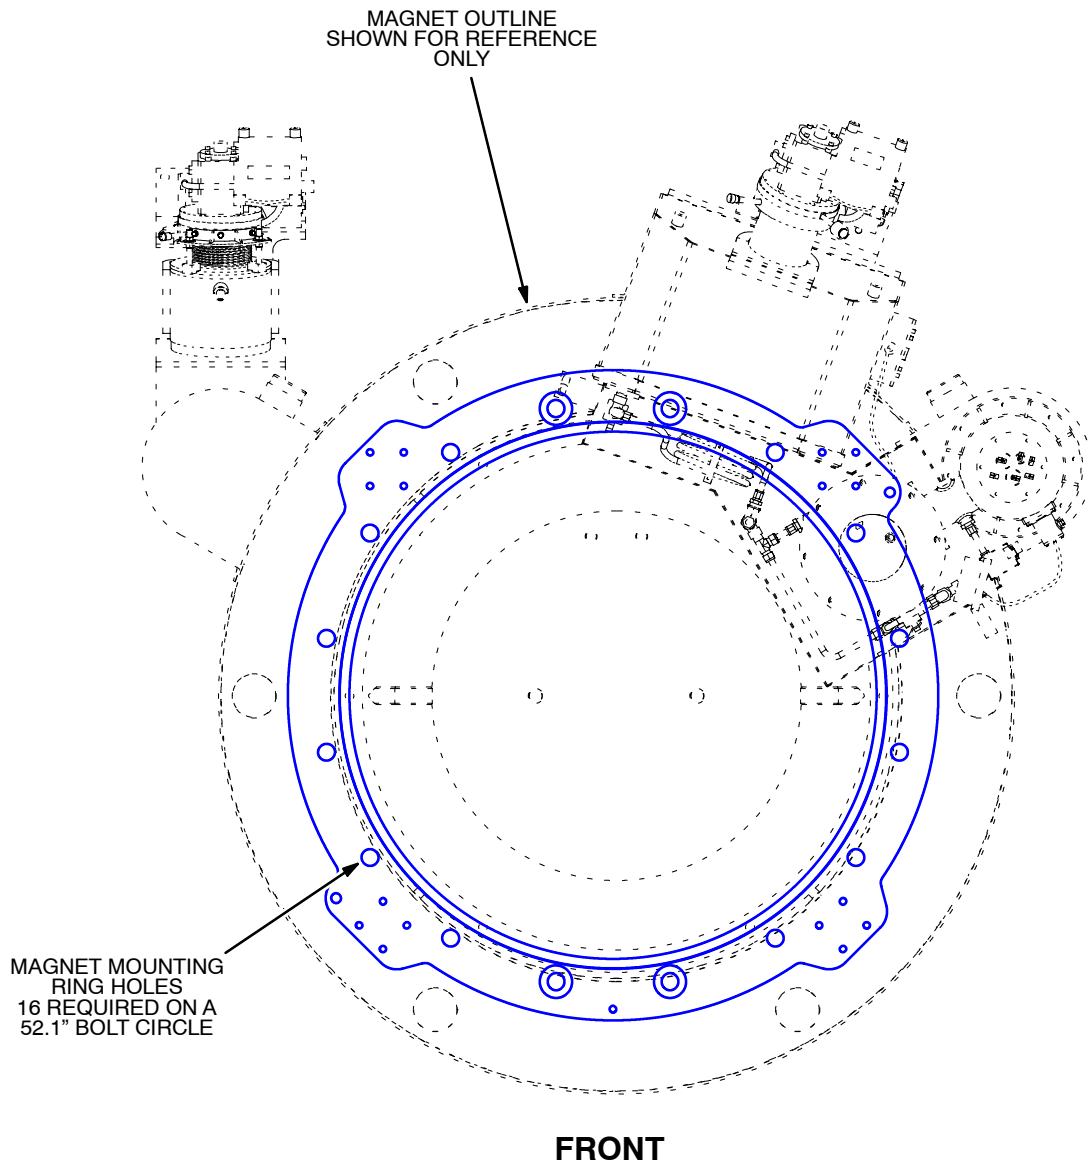 MAGNET OUTLINE
SHOWN FOR REFERENCE
ONLY
MAGNET MOUNTING
RING HOLES
16 REQUIRED ON A
52.1” BOLT CIRCLE
FRONT